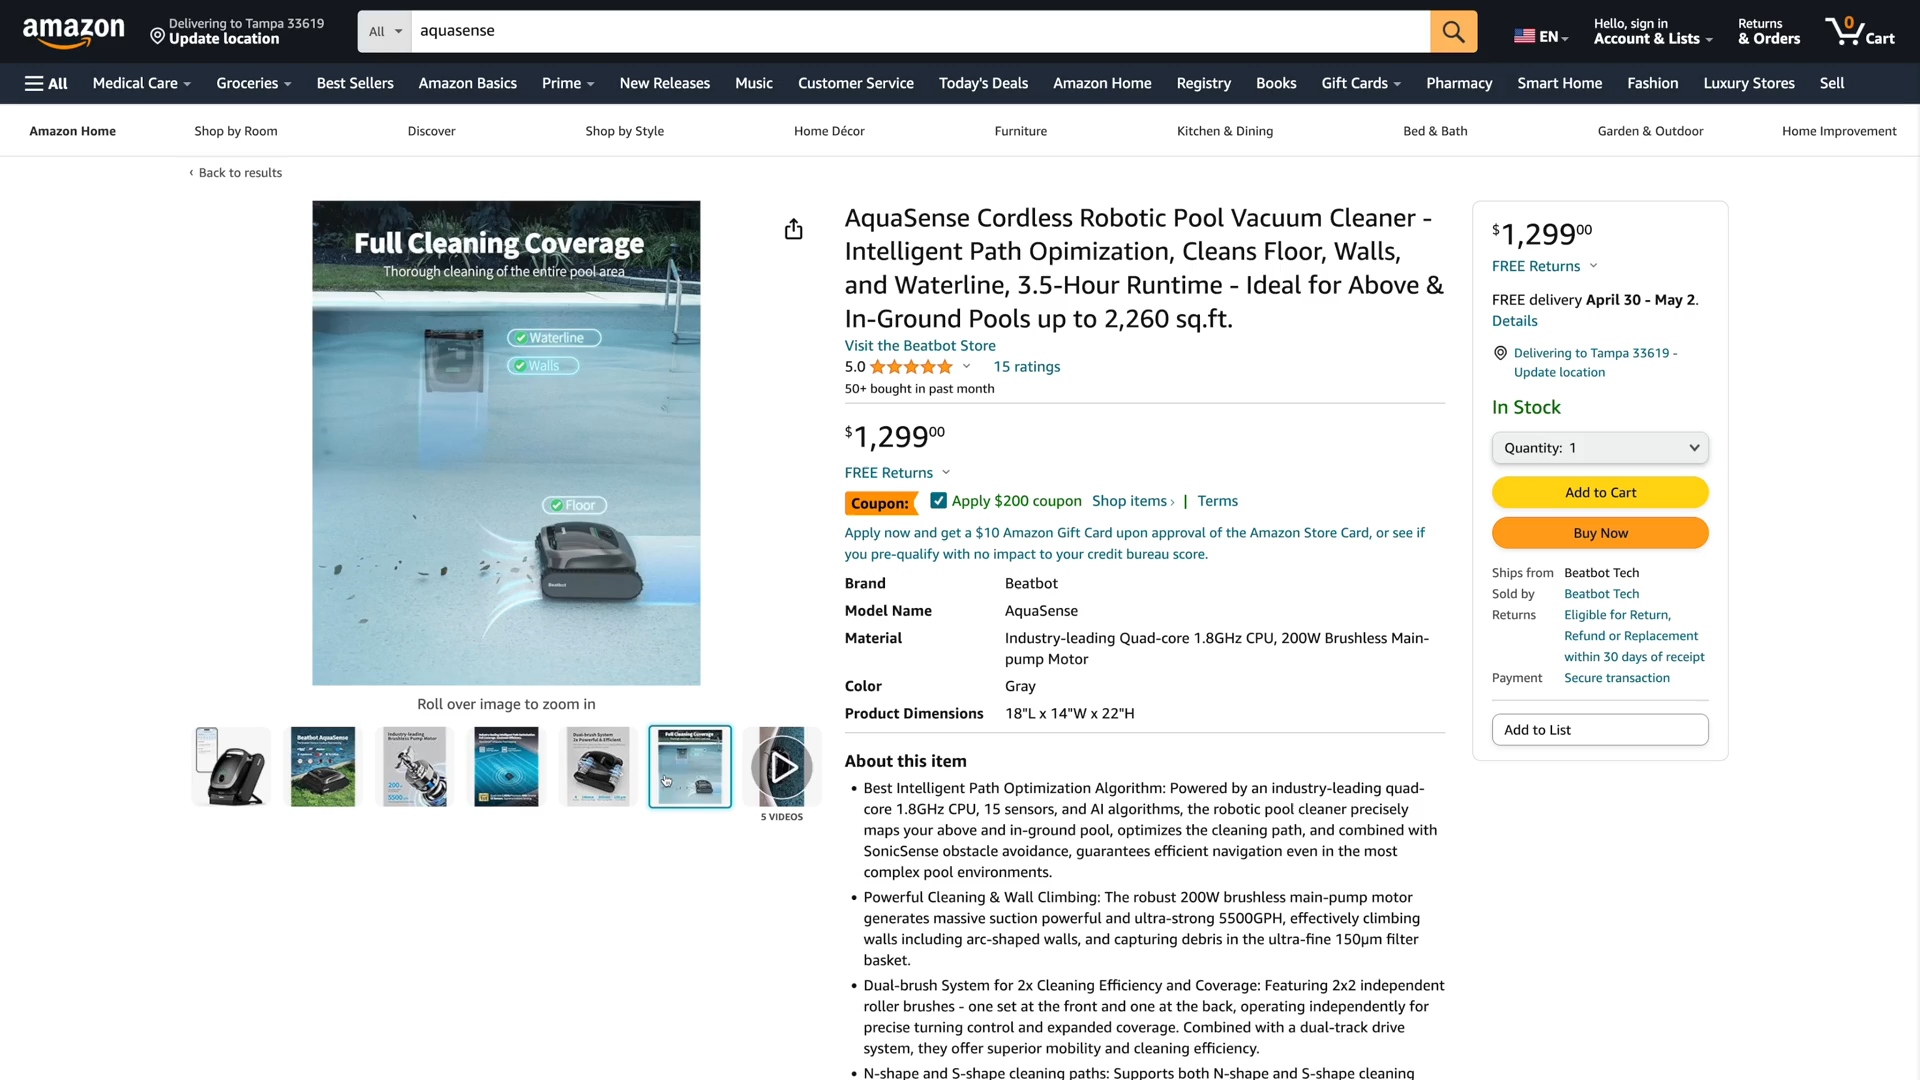 amazon
Delivering to Tampa 33619
Update location
All
aquasense
EN
Hello, sign in
Account & Lists
Returns
& Orders
0
Cart
All
Medical Care
Groceries
Best Sellers
Amazon Basics
Prime
New Releases
Music
Customer Service
Today's Deals
Amazon Home
Registry
Books
Gift Cards
Pharmacy
Smart Home
Fashion
Luxury Stores
Sell
Amazon Home
Shop by Room
Discover
Shop by Style
Home Décor
Furniture
Kitchen & Dining
Bed & Bath
Garden & Outdoor
Home Improvement
‹ Back to results
Full Cleaning Coverage
Thorough cleaning of the entire pool area
Waterline
Walls
Floor
Beatbot
Roll over image to zoom in
Beatbot AquaSense
Industry-leading
Brushless Pump Motor
200w
5500
Dual-brush System
is Powerful & Efficient
Full Cleaning Coverage
5 VIDEOS
AquaSense Cordless Robotic Pool Vacuum Cleaner -
Intelligent Path Opimization, Cleans Floor, Walls,
and Waterline, 3.5-Hour Runtime - Ideal for Above &
In-Ground Pools up to 2,260 sq.ft.
Visit the Beatbot Store
5.0
15 ratings
50+ bought in past month
$1,29900
FREE Returns
Coupon:
Apply $200 coupon
Shop items ›
|
Terms
Apply now and get a $10 Amazon Gift Card upon approval of the Amazon Store Card, or see if
you pre-qualify with no impact to your credit bureau score.
Brand Beatbot
Model Name AquaSense
Material Industry-leading Quad-core 1.8GHz CPU, 200W Brushless Main-
pump Motor
Color Gray
Product Dimensions 18"L x 14"W x 22"H
About this item
• Best Intelligent Path Optimization Algorithm: Powered by an industry-leading quad-
core 1.8GHz CPU, 15 sensors, and AI algorithms, the robotic pool cleaner precisely
maps your above and in-ground pool, optimizes the cleaning path, and combined with
SonicSense obstacle avoidance, guarantees efficient navigation even in the most
complex pool environments.
• Powerful Cleaning & Wall Climbing: The robust 200W brushless main-pump motor
generates massive suction powerful and ultra-strong 5500GPH, effectively climbing
walls including arc-shaped walls, and capturing debris in the ultra-fine 150μm filter
basket.
• Dual-brush System for 2x Cleaning Efficiency and Coverage: Featuring 2x2 independent
roller brushes - one set at the front and one at the back, operating independently for
precise turning control and expanded coverage. Combined with a dual-track drive
system, they offer superior mobility and cleaning efficiency.
• N-shape and S-shape cleaning paths: Supports both N-shape and S-shape cleaning
$1,29900
FREE Returns
FREE delivery April 30 - May 2.
Details
Delivering to Tampa 33619 -
Update location
In Stock
Quantity: 1
Add to Cart
Buy Now
Ships from Beatbot Tech
Sold by Beatbot Tech
Returns Eligible for Return,
Refund or Replacement
within 30 days of receipt
Payment Secure transaction
Add to List